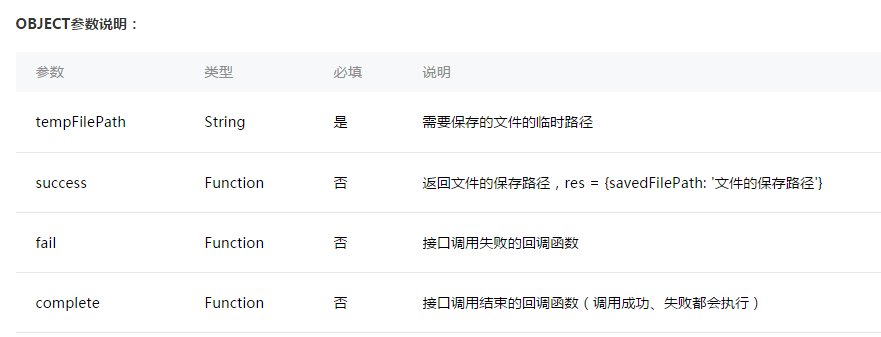 OBJECT参数说明：
参数 类型 必填 说明
tempFilePath String 是 需要保存的文件的临时路径
success Function 否 返回文件的保存路径，res = {savedFilePath: '文件的保存路径'}
fail Function 否 接口调用失败的回调函数
complete Function 否 接口调用结束的回调函数（调用成功、失败都会执行）